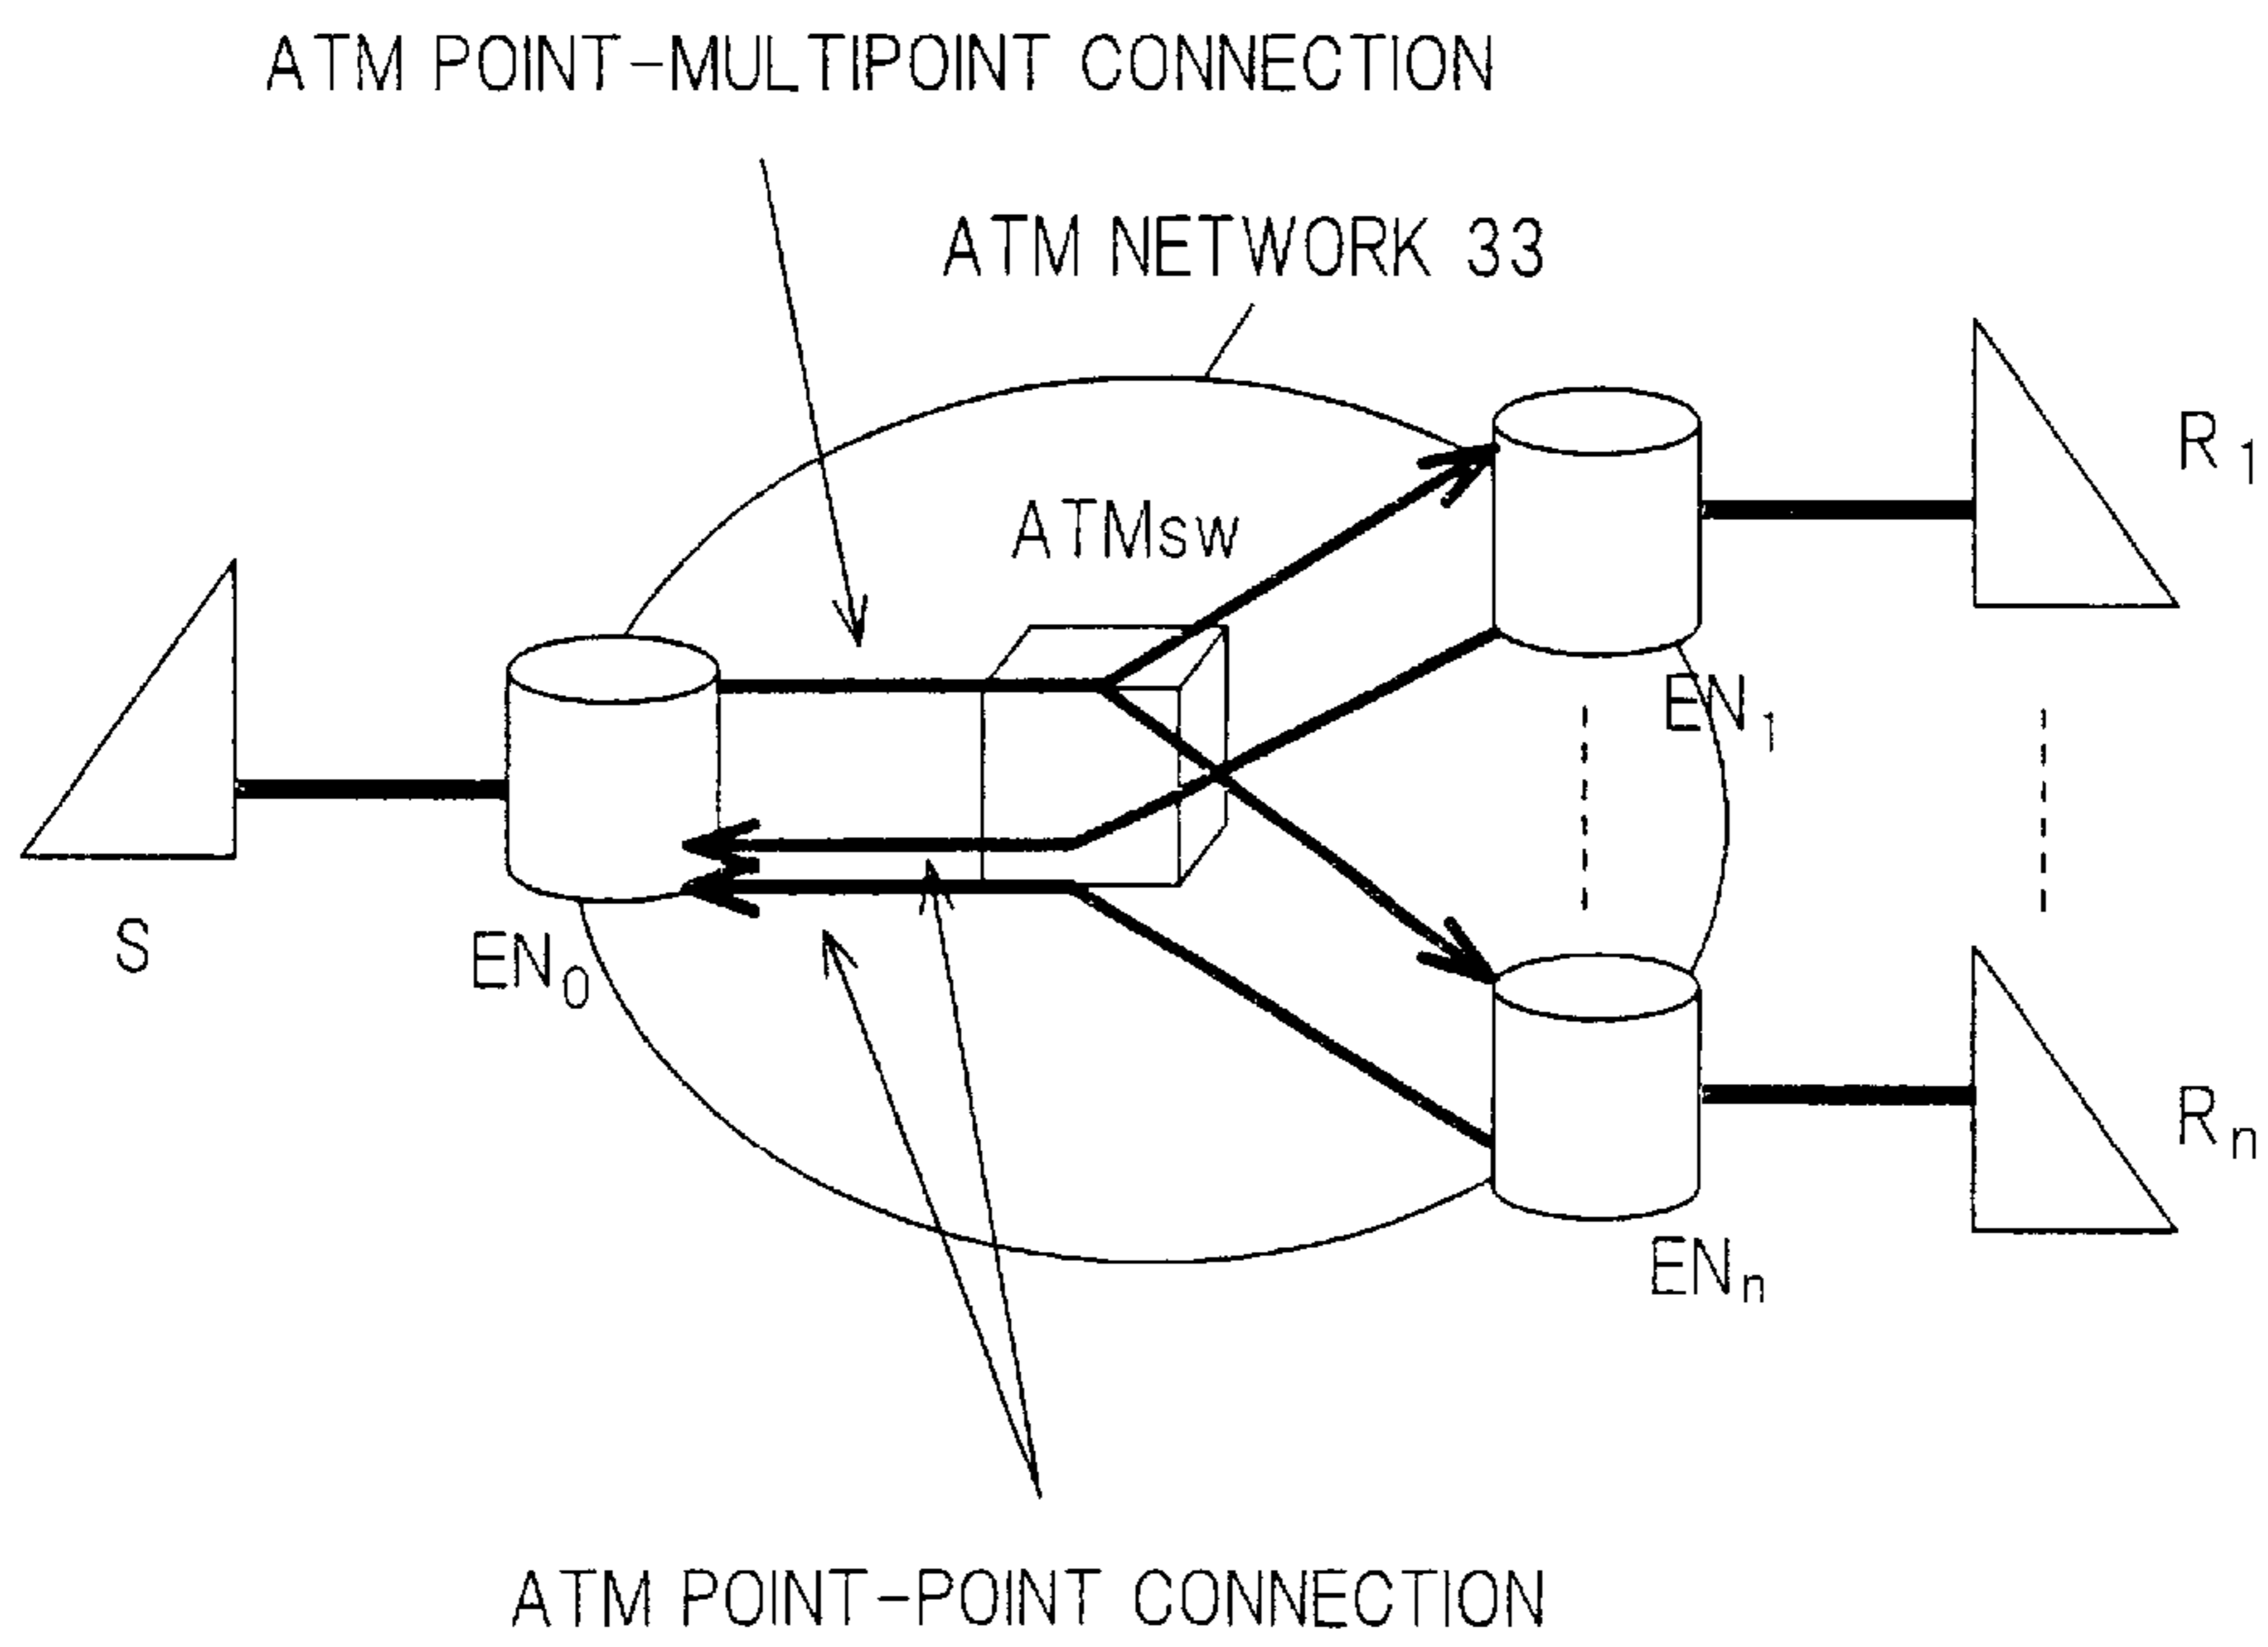 ATM POINT-MULTIPOINT CONNECTION
ATM NETWORK 33
R1
ATMSW
EN1
S
EN0
Rn
ENn
ATM POINT-POINT CONNECTION